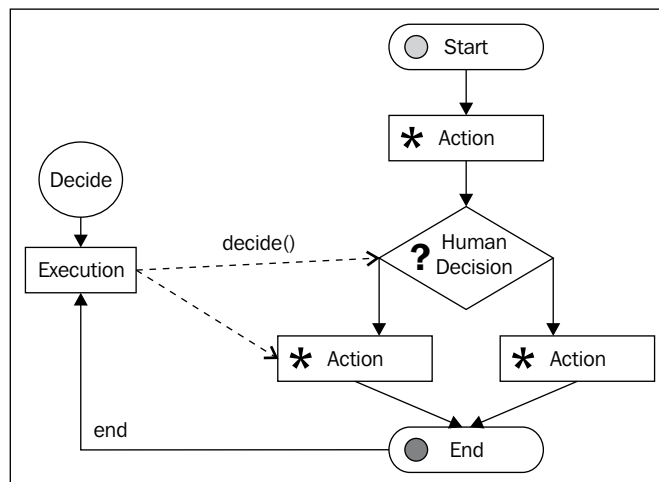 Start
* Action
Decide
decide()
? Human
Decision
Execution
* Action
* Action
end
End